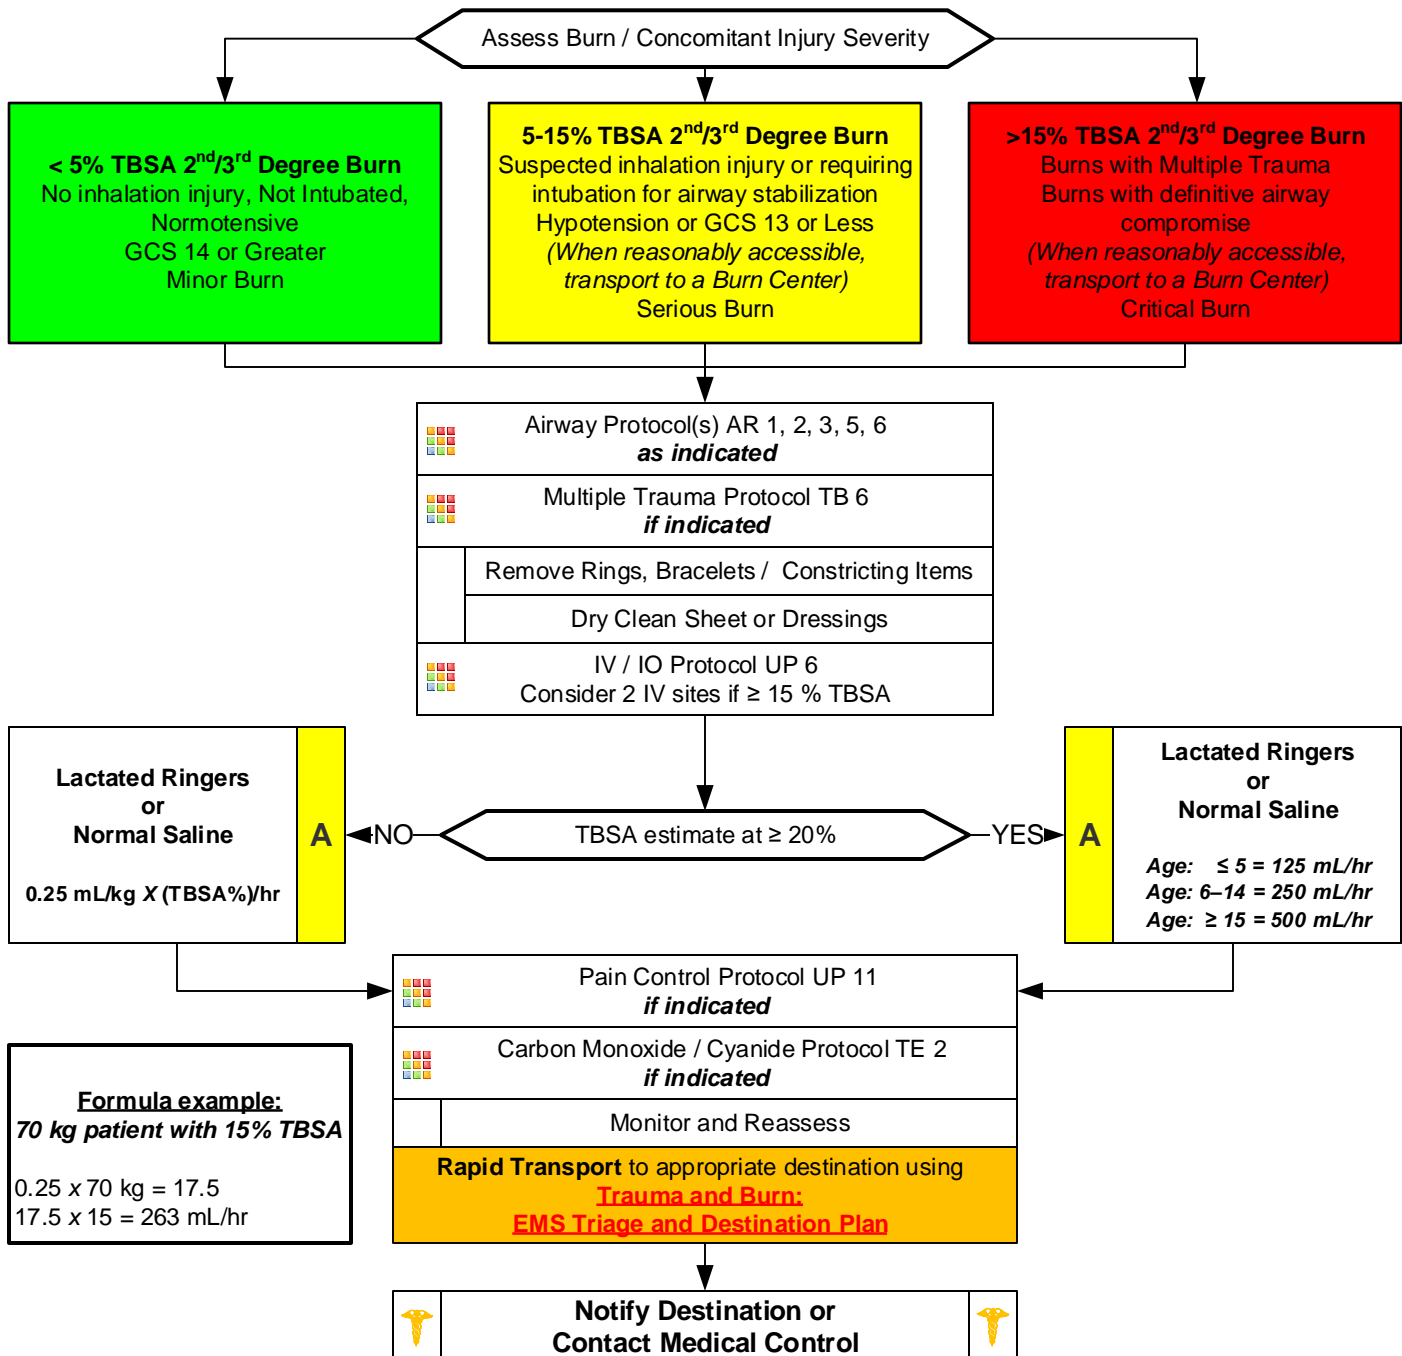 Assess Burn / Concomitant Injury Severity
< 5% TBSA 2nd/3rd Degree Burn
No inhalation injury, Not Intubated,
Normotensive
GCS 14 or Greater
Minor Burn
5-15% TBSA 2nd/3rd Degree Burn
Suspected inhalation injury or requiring
intubation for airway stabilization
Hypotension or GCS 13 or Less
(When reasonably accessible,
transport to a Burn Center)
Serious Burn
>15% TBSA 2nd/3rd Degree Burn
Burns with Multiple Trauma
Burns with definitive airway
compromise
(When reasonably accessible,
transport to a Burn Center)
Critical Burn
Airway Protocol(s) AR 1, 2, 3, 5, 6
as indicated
Multiple Trauma Protocol TB 6
if indicated
Remove Rings, Bracelets / Constricting Items
Dry Clean Sheet or Dressings
IV / IO Protocol UP 6
Consider 2 IV sites if ≥ 15 % TBSA
Lactated Ringers
or
Normal Saline
0.25 mL/kg X (TBSA%)/hr
A
NO
TBSA estimate at ≥ 20%
YES
A
Lactated Ringers
or
Normal Saline
Age: ≤ 5 = 125 mL/hr
Age: 6–14 = 250 mL/hr
Age: ≥ 15 = 500 mL/hr
Pain Control Protocol UP 11
if indicated
Carbon Monoxide / Cyanide Protocol TE 2
if indicated
Monitor and Reassess
Rapid Transport to appropriate destination using
Trauma and Burn:
EMS Triage and Destination Plan
Formula example:
70 kg patient with 15% TBSA
0.25 x 70 kg = 17.5
17.5 x 15 = 263 mL/hr
Notify Destination or
Contact Medical Control